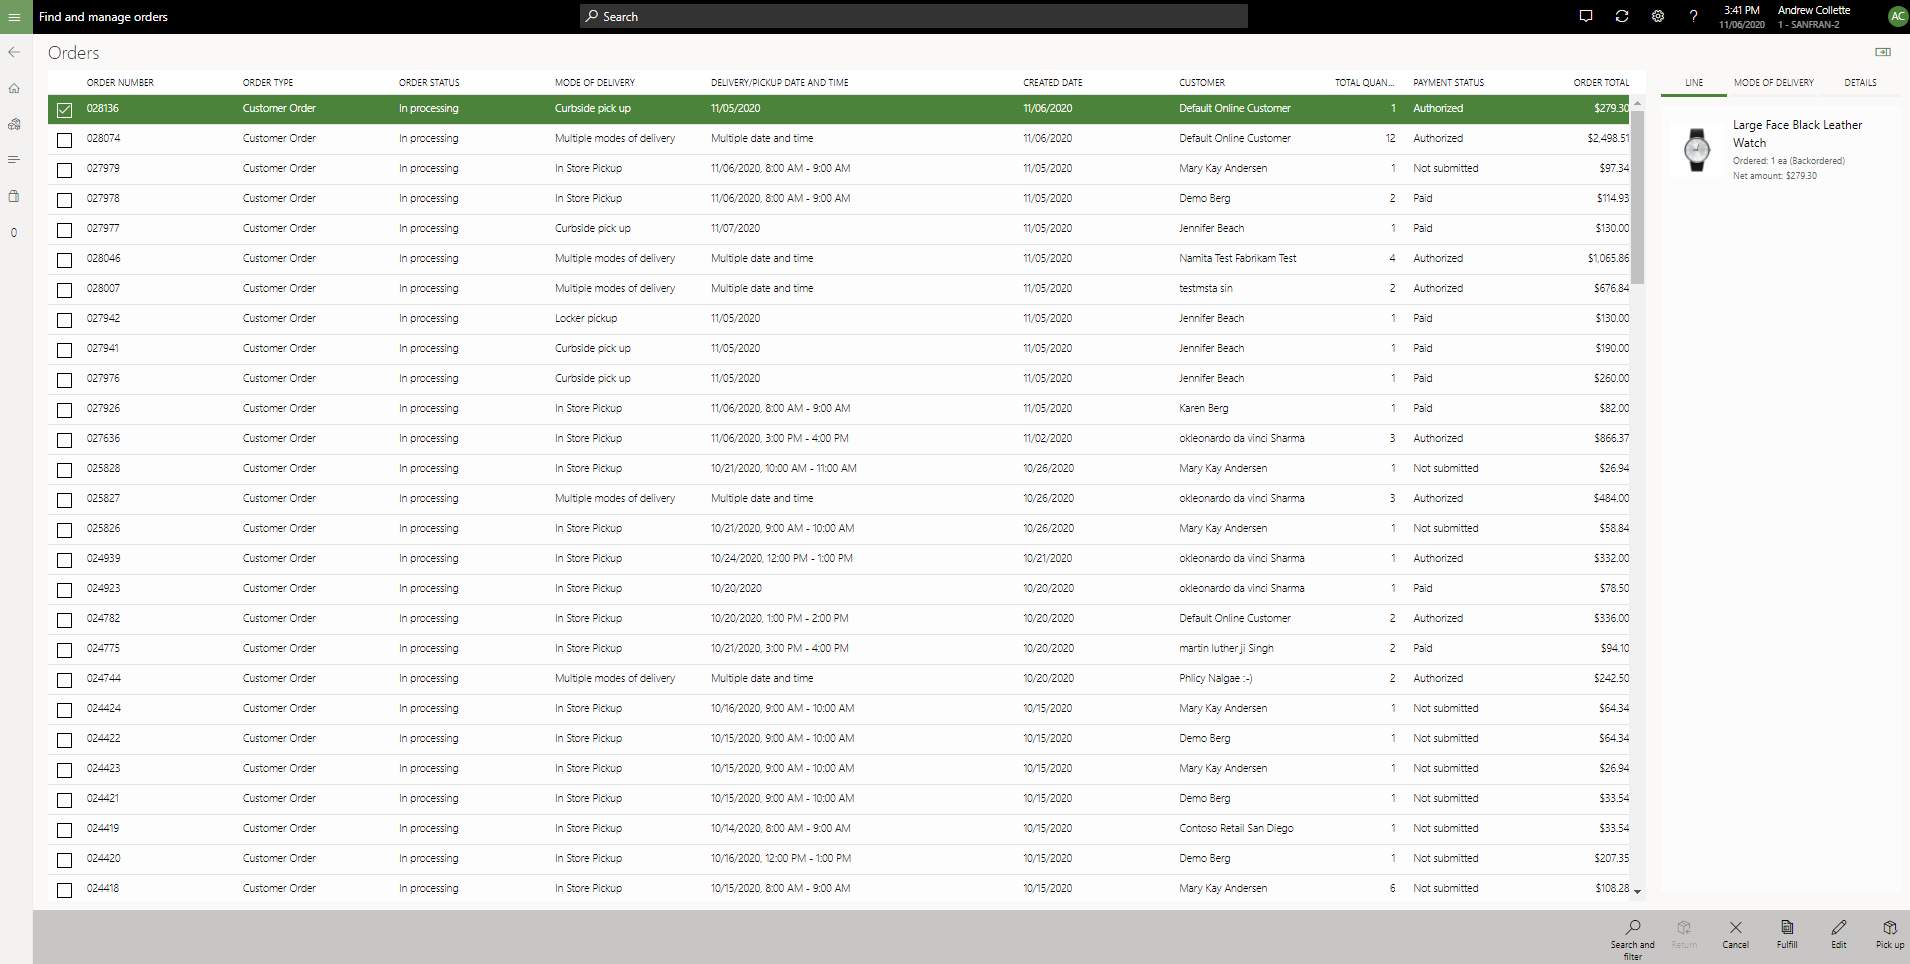 Find and manage orders
Search
3:41 PM
11/06/2020
Andrew Collette
1 - SANFRAN-2
AC
Orders
ORDER NUMBER ORDER TYPE ORDER STATUS MODE OF DELIVERY DELIVERY/PICKUP DATE AND TIME CREATED DATE CUSTOMER TOTAL QUAN... PAYMENT STATUS ORDER TOTAL
028136 Customer Order In processing Curbside pick up 11/05/2020 11/06/2020 Default Online Customer 1 Authorized $279.30
028074 Customer Order In processing Multiple modes of delivery Multiple date and time 11/06/2020 Default Online Customer 12 Authorized $2,498.51
027979 Customer Order In processing In Store Pickup 11/06/2020, 8:00 AM - 9:00 AM 11/05/2020 Mary Kay Andersen 1 Not submitted $97.34
027978 Customer Order In processing In Store Pickup 11/06/2020, 8:00 AM - 9:00 AM 11/05/2020 Demo Berg 2 Paid $114.93
027977 Customer Order In processing Curbside pick up 11/07/2020 11/05/2020 Jennifer Beach 1 Paid $130.00
028046 Customer Order In processing Multiple modes of delivery Multiple date and time 11/05/2020 Namita Test Fabrikam Test 4 Authorized $1,065.86
028007 Customer Order In processing Multiple modes of delivery Multiple date and time 11/05/2020 testmsta sin 2 Authorized $676.84
027942 Customer Order In processing Locker pickup 11/05/2020 11/05/2020 Jennifer Beach 1 Paid $130.00
027941 Customer Order In processing Curbside pick up 11/05/2020 11/05/2020 Jennifer Beach 1 Paid $190.00
027976 Customer Order In processing Curbside pick up 11/05/2020 11/05/2020 Jennifer Beach 1 Paid $260.00
027926 Customer Order In processing In Store Pickup 11/06/2020, 8:00 AM - 9:00 AM 11/05/2020 Karen Berg 1 Paid $82.00
027636 Customer Order In processing In Store Pickup 11/06/2020, 3:00 PM - 4:00 PM 11/02/2020 okleonardo da vinci Sharma 3 Authorized $866.37
025828 Customer Order In processing In Store Pickup 10/21/2020, 10:00 AM - 11:00 AM 10/26/2020 Mary Kay Andersen 1 Not submitted $26.94
025827 Customer Order In processing Multiple modes of delivery Multiple date and time 10/26/2020 okleonardo da vinci Sharma 3 Authorized $484.00
025826 Customer Order In processing In Store Pickup 10/21/2020, 9:00 AM - 10:00 AM 10/26/2020 Mary Kay Andersen 1 Not submitted $58.84
024939 Customer Order In processing In Store Pickup 10/24/2020, 12:00 PM - 1:00 PM 10/21/2020 okleonardo da vinci Sharma 1 Authorized $332.00
024923 Customer Order In processing In Store Pickup 10/20/2020 10/20/2020 okleonardo da vinci Sharma 1 Paid $78.50
024782 Customer Order In processing In Store Pickup 10/20/2020, 1:00 PM - 2:00 PM 10/20/2020 Default Online Customer 2 Authorized $336.00
024775 Customer Order In processing In Store Pickup 10/21/2020, 3:00 PM - 4:00 PM 10/20/2020 martin luther ji Singh 2 Paid $94.10
024744 Customer Order In processing Multiple modes of delivery Multiple date and time 10/20/2020 Phlicy Nalgae :-) 2 Authorized $242.50
024424 Customer Order In processing In Store Pickup 10/16/2020, 9:00 AM - 10:00 AM 10/15/2020 Mary Kay Andersen 1 Not submitted $64.34
024422 Customer Order In processing In Store Pickup 10/15/2020, 9:00 AM - 10:00 AM 10/15/2020 Demo Berg 1 Not submitted $64.34
024423 Customer Order In processing In Store Pickup 10/15/2020, 9:00 AM - 10:00 AM 10/15/2020 Mary Kay Andersen 1 Not submitted $26.94
024421 Customer Order In processing In Store Pickup 10/15/2020, 9:00 AM - 10:00 AM 10/15/2020 Demo Berg 1 Not submitted $33.54
024419 Customer Order In processing In Store Pickup 10/14/2020, 8:00 AM - 9:00 AM 10/15/2020 Contoso Retail San Diego 1 Not submitted $33.54
024420 Customer Order In processing In Store Pickup 10/16/2020, 12:00 PM - 1:00 PM 10/15/2020 Demo Berg 1 Not submitted $207.35
024418 Customer Order In processing In Store Pickup 10/15/2020, 8:00 AM - 9:00 AM 10/15/2020 Mary Kay Andersen 6 Not submitted $108.28
0
LINE MODE OF DELIVERY DETAILS
Large Face Black Leather
Watch
Ordered: 1 ea (Backordered)
Net amount: $279.30
Search and
filter
Return
Cancel
Fulfill
Edit
Pick up